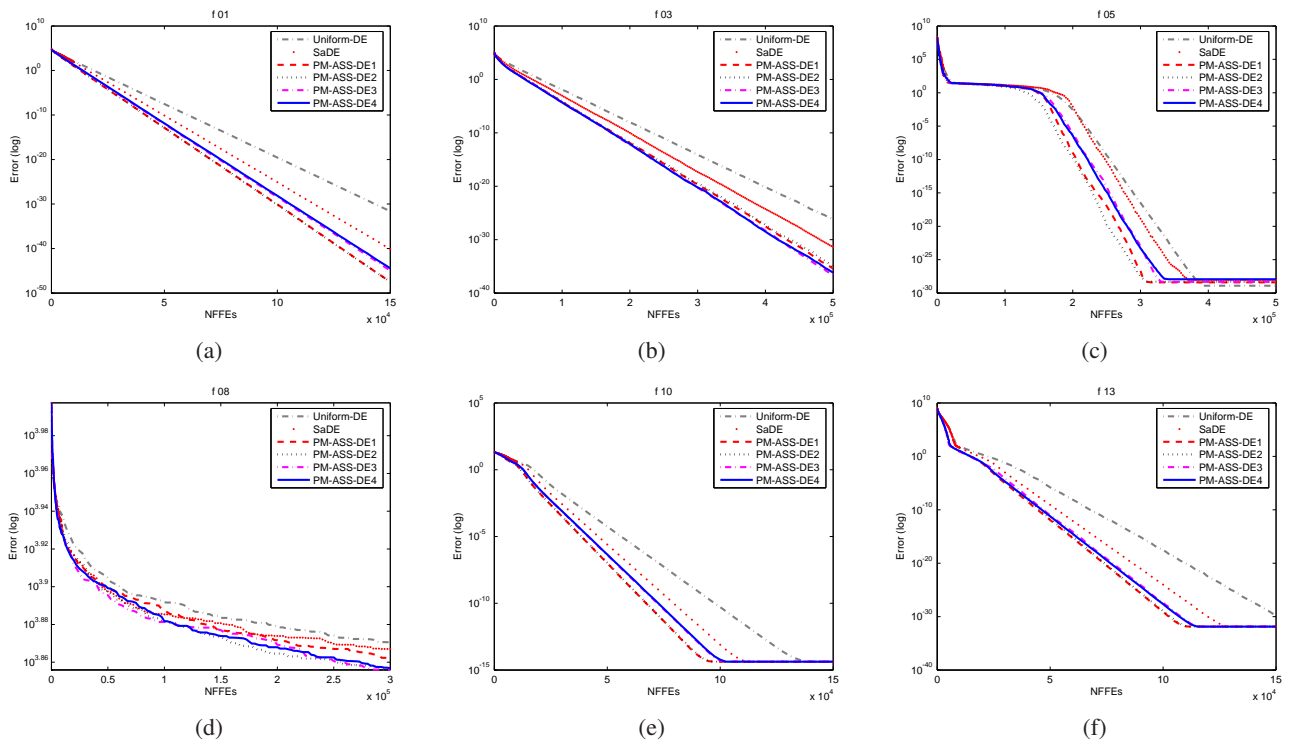 f 01
10^10
10^0
10^-10
10^-20
10^-30
10^-40
10^-50
Error (log)
0
5
10
15
NFFEs
x 10^4
Uniform-DE
SaDE
PM-ASS-DE1
PM-ASS-DE2
PM-ASS-DE3
PM-ASS-DE4
(a)
f 03
10^10
10^0
10^-10
10^-20
10^-30
10^-40
Error (log)
0
1
2
3
4
5
NFFEs
x 10^5
Uniform-DE
SaDE
PM-ASS-DE1
PM-ASS-DE2
PM-ASS-DE3
PM-ASS-DE4
(b)
f 05
10^10
10^5
10^0
10^-5
10^-10
10^-15
10^-20
10^-25
10^-30
Error (log)
0
1
2
3
4
5
NFFEs
x 10^5
Uniform-DE
SaDE
PM-ASS-DE1
PM-ASS-DE2
PM-ASS-DE3
PM-ASS-DE4
(c)
f 08
10^3.98
10^3.96
10^3.94
10^3.92
10^3.9
10^3.88
10^3.86
Error (log)
0
0.5
1
1.5
2
2.5
3
NFFEs
x 10^5
Uniform-DE
SaDE
PM-ASS-DE1
PM-ASS-DE2
PM-ASS-DE3
PM-ASS-DE4
(d)
f 10
10^5
10^0
10^-5
10^-10
10^-15
Error (log)
0
5
10
15
NFFEs
x 10^4
Uniform-DE
SaDE
PM-ASS-DE1
PM-ASS-DE2
PM-ASS-DE3
PM-ASS-DE4
(e)
f 13
10^10
10^0
10^-10
10^-20
10^-30
10^-40
Error (log)
0
5
10
15
NFFEs
x 10^4
Uniform-DE
SaDE
PM-ASS-DE1
PM-ASS-DE2
PM-ASS-DE3
PM-ASS-DE4
(f)